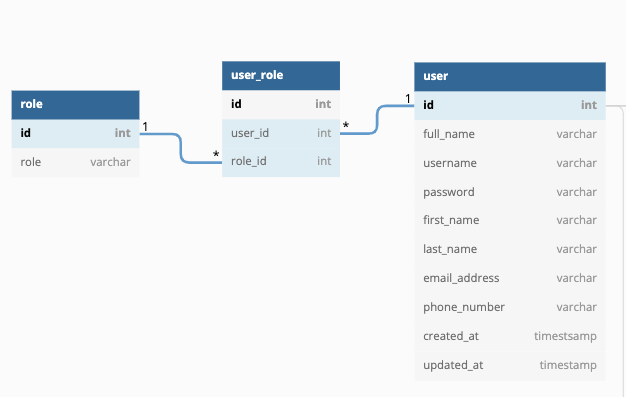 role
id int
role varchar
1
*
user_role
id int
user_id int
role_id int
*
1
user
id int
full_name varchar
username varchar
password varchar
first_name varchar
last_name varchar
email_address varchar
phone_number varchar
created_at timestsamp
updated_at timestamp